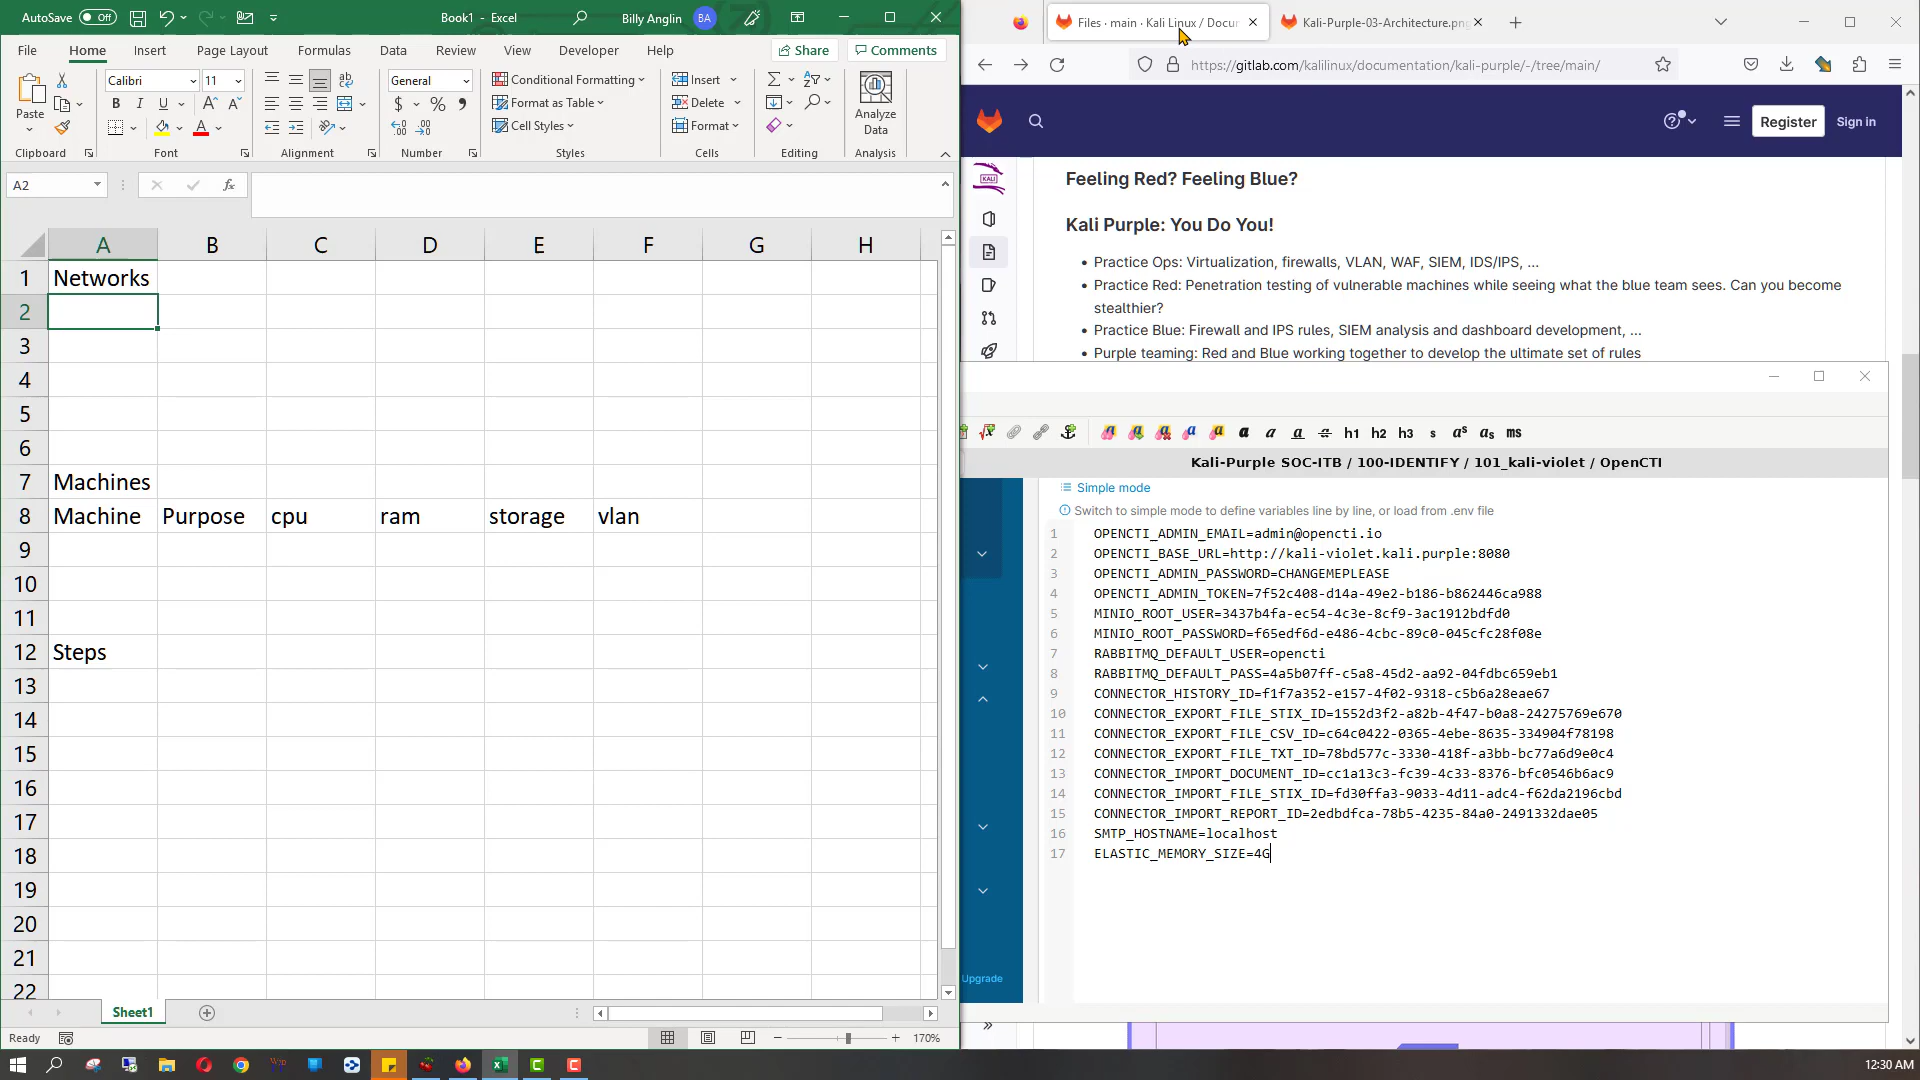 AutoSave Off
Book1 - Excel
Billy Anglin BA
File Home Insert Page Layout Formulas Data Review View Developer Help Share Comments
Paste
Calibri 11
B I U
General
$ % ,
Conditional Formatting
Format as Table
Cell Styles
Insert
Delete
Format
Analyze
Data
Clipboard Font Alignment Number Styles Cells Editing Analysis
A2
fx
A B C D E F G H
1 Networks
2
3
4
5
6
7 Machines
8 Machine Purpose cpu ram storage vlan
9
10
11
12 Steps
13
14
15
16
17
18
19
20
21
22
Sheet1
Ready
170%
Files · main · Kali Linux / Docu
Kali-Purple-03-Architecture.png
https://gitlab.com/kalilinux/documentation/kali-purple/-/tree/main/
Register
Sign in
KALI
Feeling Red? Feeling Blue?
Kali Purple: You Do You!
• Practice Ops: Virtualization, firewalls, VLAN, WAF, SIEM, IDS/IPS, ...
• Practice Red: Penetration testing of vulnerable machines while seeing what the blue team sees. Can you become
stealthier?
• Practice Blue: Firewall and IPS rules, SIEM analysis and dashboard development, ...
• Purple teaming: Red and Blue working together to develop the ultimate set of rules
h1 h2 h3 s ms
Kali-Purple SOC-ITB / 100-IDENTIFY / 101_kali-violet / OpenCTI
Simple mode
Switch to simple mode to define variables line by line, or load from .env file
1 OPENCTI_ADMIN_EMAIL=admin@opencti.io
2 OPENCTI_BASE_URL=http://kali-violet.kali.purple:8080
3 OPENCTI_ADMIN_PASSWORD=CHANGEMEPLEASE
4 OPENCTI_ADMIN_TOKEN=7f52c408-d14a-49e2-b186-b862446ca988
5 MINIO_ROOT_USER=3437b4fa-ec54-4c3e-8cf9-3ac1912bdfd0
6 MINIO_ROOT_PASSWORD=f65edf6d-e486-4cbc-89c0-045cfc28f08e
7 RABBITMQ_DEFAULT_USER=opencti
8 RABBITMQ_DEFAULT_PASS=4a5b07ff-c5a8-45d2-aa92-04fdbc659eb1
9 CONNECTOR_HISTORY_ID=f1f7a352-e157-4f02-9318-c5b6a28eae67
10 CONNECTOR_EXPORT_FILE_STIX_ID=1552d3f2-a82b-4f47-b0a8-24275769e670
11 CONNECTOR_EXPORT_FILE_CSV_ID=c64c0422-0365-4ebe-8635-334904f78198
12 CONNECTOR_EXPORT_FILE_TXT_ID=78bd577c-3330-418f-a3bb-bc77a6d9e0c4
13 CONNECTOR_IMPORT_DOCUMENT_ID=cc1a13c3-fc39-4c33-8376-bfc0546b6ac9
14 CONNECTOR_IMPORT_FILE_STIX_ID=fd30ffa3-9033-4d11-adc4-f62da2196cbd
15 CONNECTOR_IMPORT_REPORT_ID=2edbdfca-78b5-4235-84a0-2491332dae05
16 SMTP_HOSTNAME=localhost
17 ELASTIC_MEMORY_SIZE=4G
Upgrade
12:30 AM